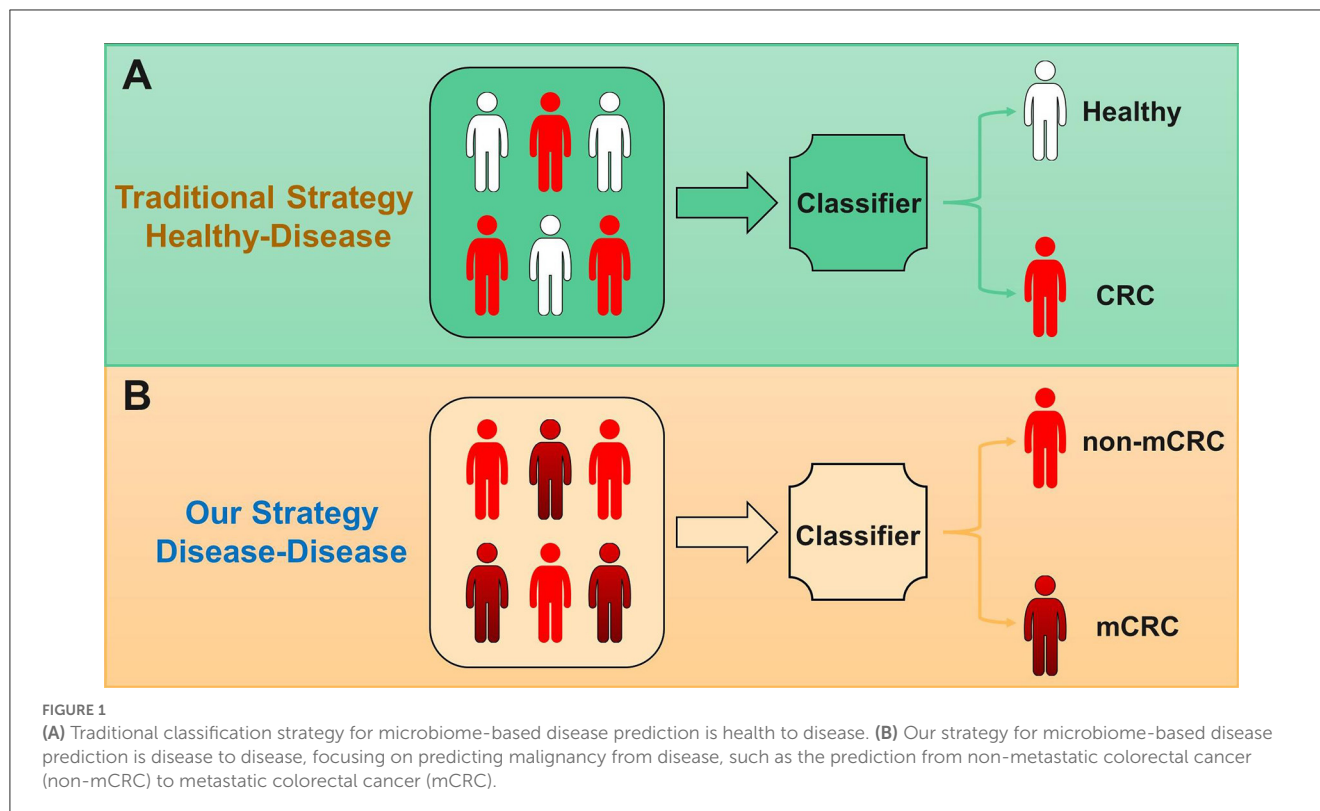 A
Traditional Strategy
Healthy-Disease
Classifier
Healthy
CRC
B
Our Strategy
Disease-Disease
Classifier
non-mCRC
mCRC
FIGURE 1
(A) Traditional classification strategy for microbiome-based disease prediction is health to disease. (B) Our strategy for microbiome-based disease
prediction is disease to disease, focusing on predicting malignancy from disease, such as the prediction from non-metastatic colorectal cancer
(non-mCRC) to metastatic colorectal cancer (mCRC).